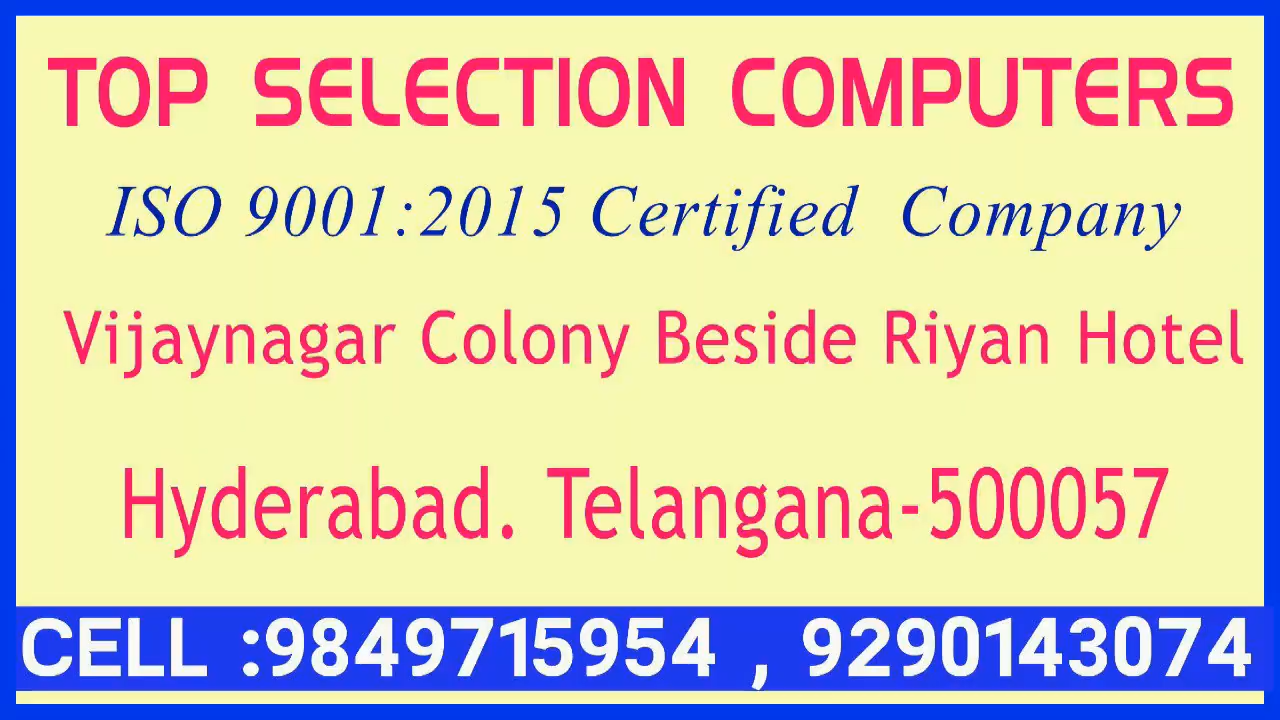 TOP SELECTION COMPUTERS
ISO 9001:2015 Certified Company
Vijaynagar Colony Beside Riyan Hotel
Hyderabad. Telangana-500057
CELL :9849715954 , 9290143074